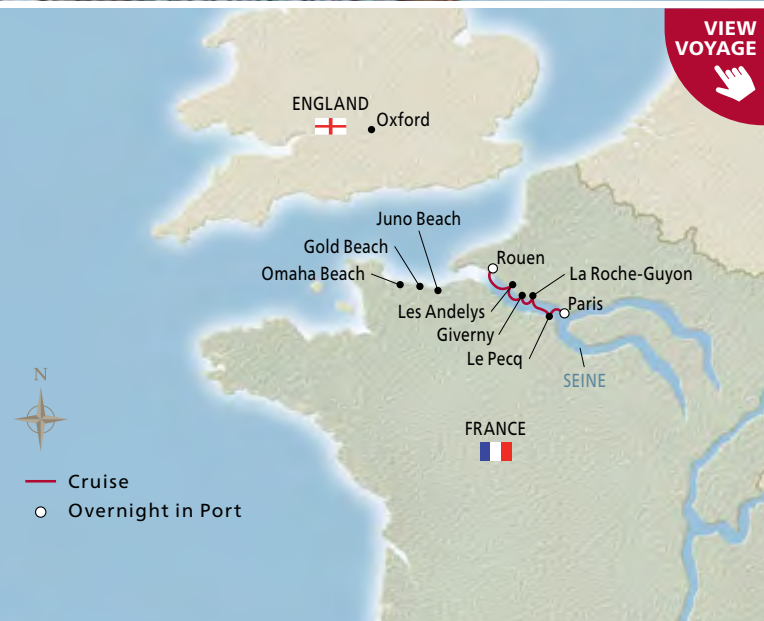 VIEW
VOYAGE
ENGLAND
Oxford
Juno Beach
Gold Beach
Omaha Beach
Rouen
La Roche-Guyon
Les Andelys
Paris
Giverny
Le Pecq
SEINE
N
FRANCE
Cruise
Overnight in Port